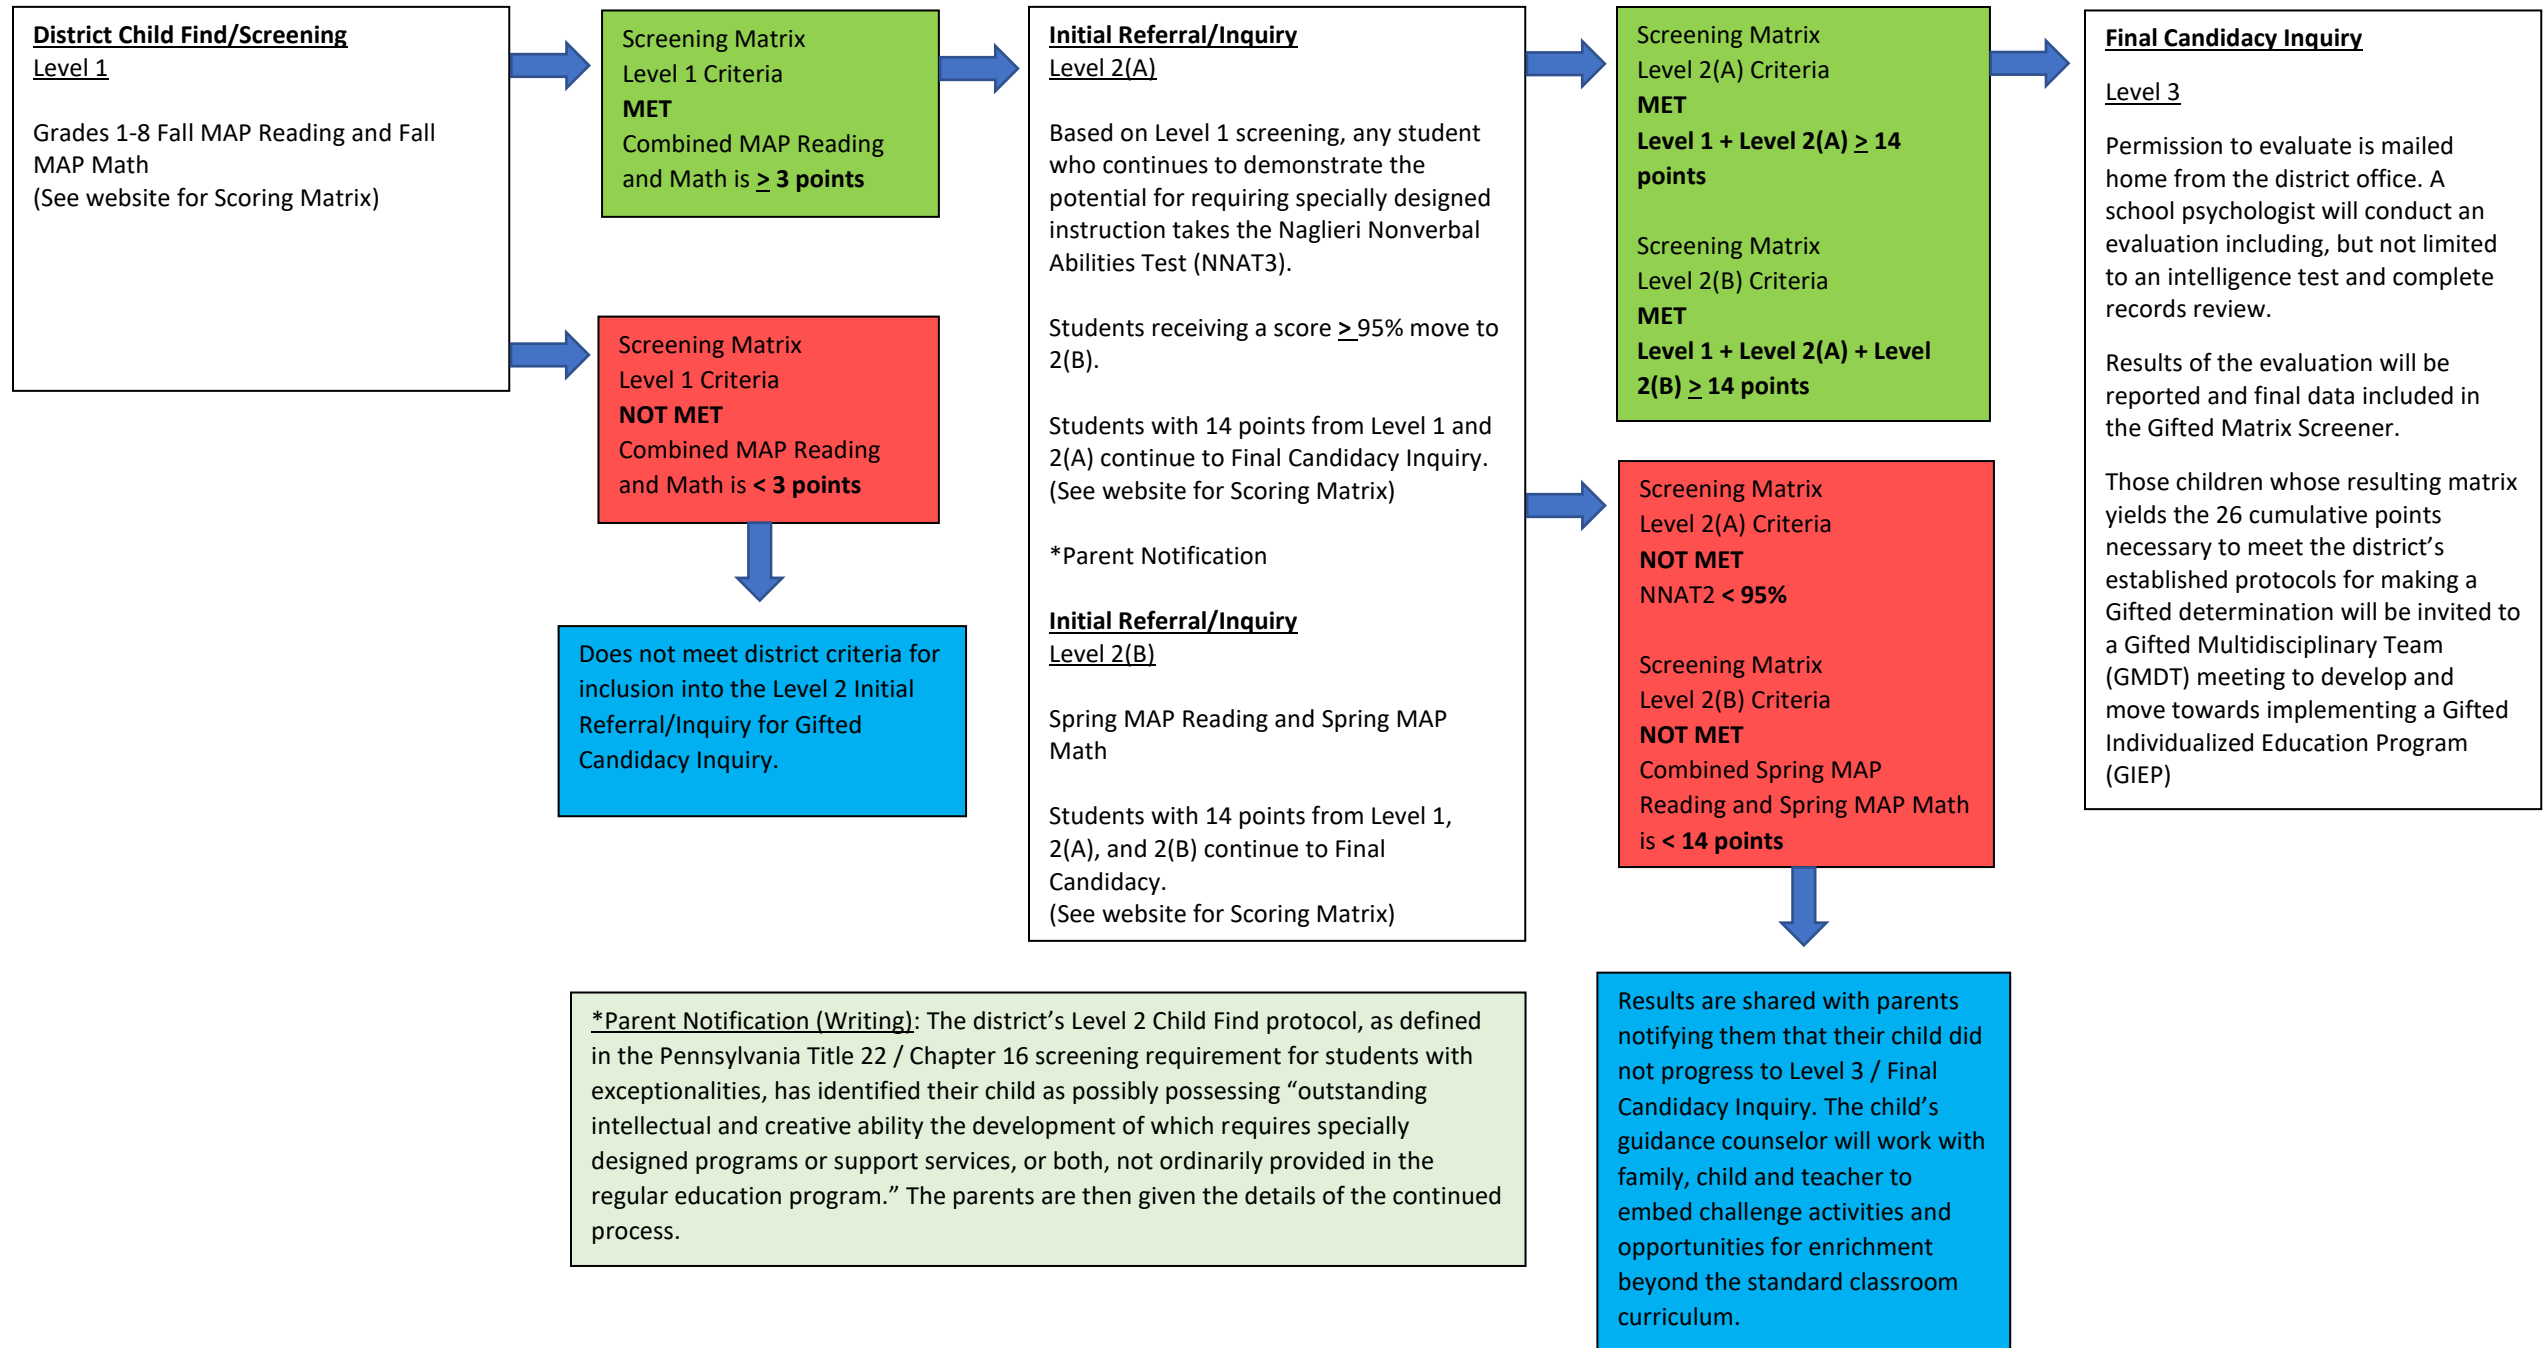 District Child Find/Screening
Level 1
Grades 1-8 Fall MAP Reading and Fall
MAP Math
(See website for Scoring Matrix)
Screening Matrix
Level 1 Criteria
MET
Combined MAP Reading
and Math is > 3 points
Screening Matrix
Level 1 Criteria
NOT MET
Combined MAP Reading
and Math is < 3 points
Does not meet district criteria for
inclusion into the Level 2 Initial
Referral/Inquiry for Gifted
Candidacy Inquiry.
Initial Referral/Inquiry
Level 2(A)
Based on Level 1 screening, any student
who continues to demonstrate the
potential for requiring specially designed
instruction takes the Naglieri Nonverbal
Abilities Test (NNAT3).
Students receiving a score > 95% move to
2(B).
Students with 14 points from Level 1 and
2(A) continue to Final Candidacy Inquiry.
(See website for Scoring Matrix)
*Parent Notification
Initial Referral/Inquiry
Level 2(B)
Spring MAP Reading and Spring MAP
Math
Students with 14 points from Level 1,
2(A), and 2(B) continue to Final
Candidacy.
(See website for Scoring Matrix)
Screening Matrix
Level 2(A) Criteria
MET
Level 1 + Level 2(A) > 14
points
Screening Matrix
Level 2(B) Criteria
MET
Level 1 + Level 2(A) + Level
2(B) > 14 points
Screening Matrix
Level 2(A) Criteria
NOT MET
NNAT2 < 95%
Screening Matrix
Level 2(B) Criteria
NOT MET
Combined Spring MAP
Reading and Spring MAP Math
is < 14 points
Results are shared with parents
notifying them that their child did
not progress to Level 3 / Final
Candidacy Inquiry. The child’s
guidance counselor will work with
family, child and teacher to
embed challenge activities and
opportunities for enrichment
beyond the standard classroom
curriculum.
Final Candidacy Inquiry
Level 3
Permission to evaluate is mailed
home from the district office. A
school psychologist will conduct an
evaluation including, but not limited
to an intelligence test and complete
records review.
Results of the evaluation will be
reported and final data included in
the Gifted Matrix Screener.
Those children whose resulting matrix
yields the 26 cumulative points
necessary to meet the district’s
established protocols for making a
Gifted determination will be invited to
a Gifted Multidisciplinary Team
(GMDT) meeting to develop and
move towards implementing a Gifted
Individualized Education Program
(GIEP)
*Parent Notification (Writing): The district’s Level 2 Child Find protocol, as defined
in the Pennsylvania Title 22 / Chapter 16 screening requirement for students with
exceptionalities, has identified their child as possibly possessing “outstanding
intellectual and creative ability the development of which requires specially
designed programs or support services, or both, not ordinarily provided in the
regular education program.” The parents are then given the details of the continued
process.